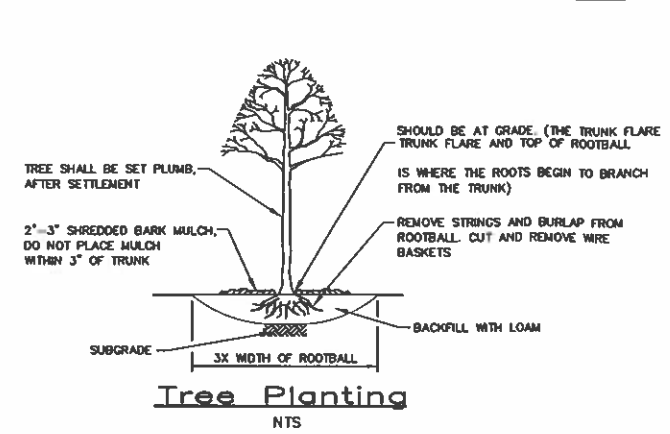 SHOULD BE AT GRADE. (THE TRUNK FLARE
TRUNK FLARE AND TOP OF ROOTBALL
IS WHERE THE ROOTS BEGIN TO BRANCH
FROM THE TRUNK)
TREE SHALL BE SET PLUMB,
AFTER SETTLEMENT
2"-3" SHREDDED BARK MULCH,
DO NOT PLACE MULCH
WITHIN 3" OF TRUNK
REMOVE STRINGS AND BURLAP FROM
ROOTBALL. CUT AND REMOVE WIRE
BASKETS
BACKFILL WITH LOAM
SUBGRADE
3X WIDTH OF ROOTBALL
Tree Planting
NTS